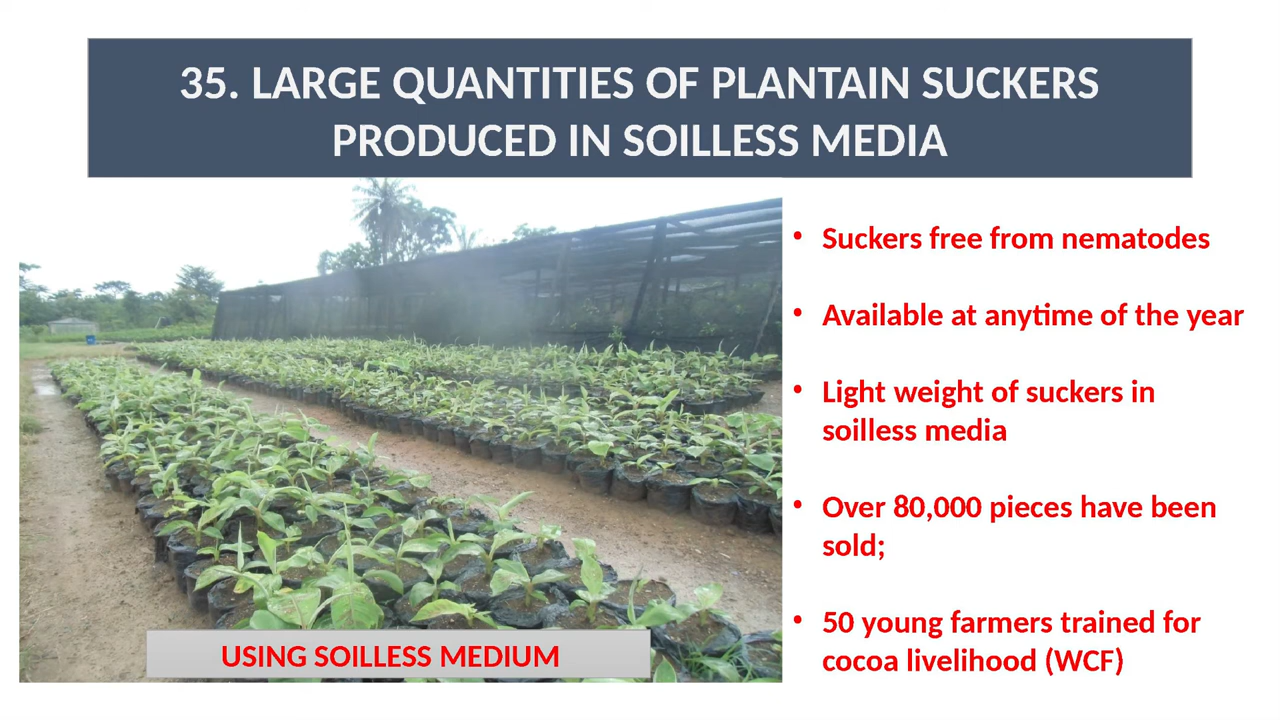 35. LARGE QUANTITIES OF PLANTAIN SUCKERS
PRODUCED IN SOILLESS MEDIA
• Suckers free from nematodes
• Available at anytime of the year
• Light weight of suckers in
soilless media
• Over 80,000 pieces have been
sold;
• 50 young farmers trained for
cocoa livelihood (WCF)
USING SOILLESS MEDIUM